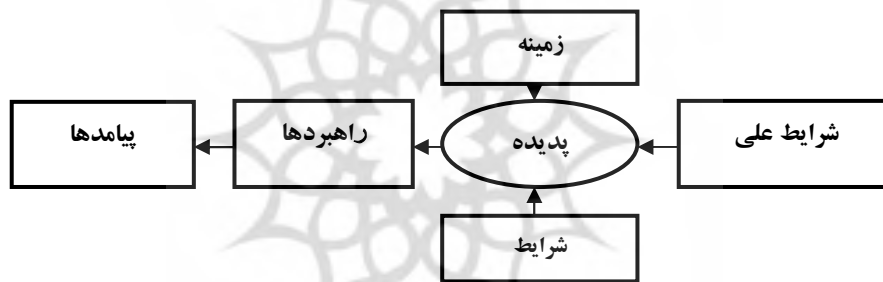 زمینه
شرایط علی
پدیده
راهبردها
پیامدها
شرایط